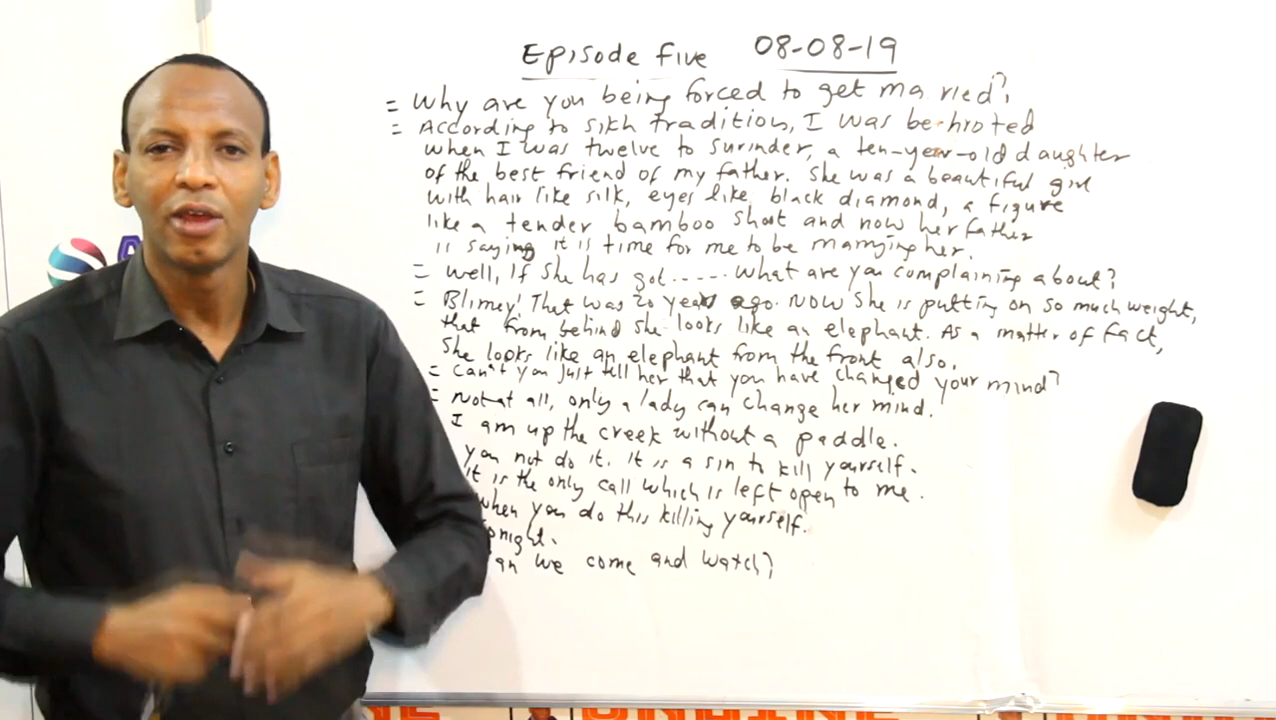 Episode five 08-08-19
= Why are you being forced to get married?
= According to sikh tradition, I was be-hroted
when I was twelve to Surinder, a ten-year-old daughter
of the best friend of my father. She was a beautiful girl
with hair like silk, eyes like black diamond, a figure
like a tender bamboo shoot and now her father
is saying it is time for me to be marrying her.
= Well, If she has got...... what are you complaining about?
= Blimey! That was 20 years ago. Now she is putting on so much weight,
that from behind she looks like an elephant. As a matter of fact,
she looks like an elephant from the front also.
= Can't you just tell her that you have changed your mind?
= Not at all, only a lady can change her mind.
I am up the creek without a paddle.
you not do it. It is a sin to kill yourself.
It is the only call which is left open to me.
when you do this killing yourself.
onight.
an we come and watch?
A
ONLINE